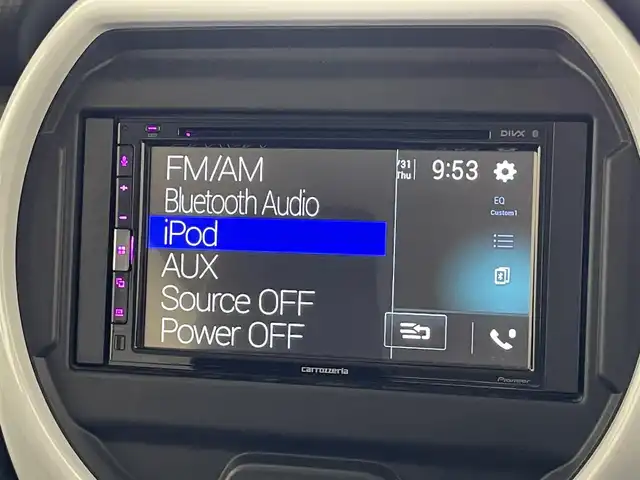 DIVX
FM/AM
Bluetooth Audio
iPod
AUX
Source OFF
Power OFF
/31
Thu
9:53
EQ
Custom1
carrozzeria
Pioneer